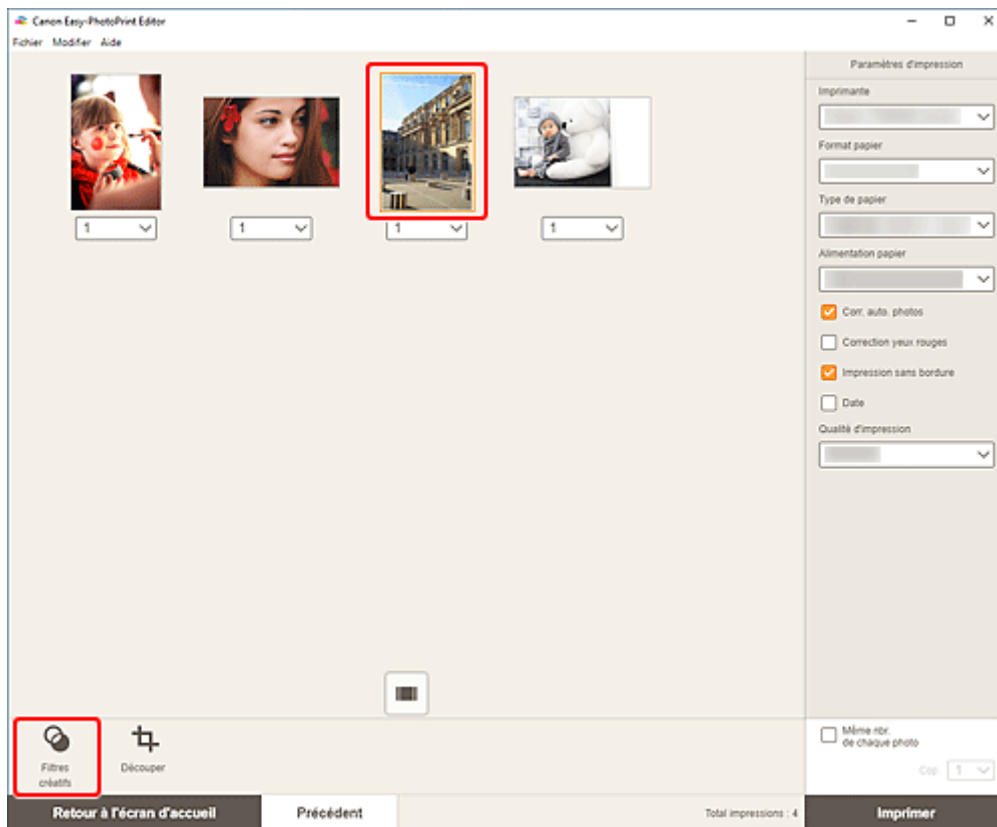 Canon Easy-PhotoPrint Editor
Fichier Modifier Aide
Paramètres d'impression
Imprimante
Format papier
1 1 1 1
Type de papier
Alimentation papier
Corr. auto. photos
Correction yeux rouges
Impression sans bordure
Date
Qualité d'impression
Filtres
créatifs
Découper
Même nbr.
de chaque photo
Cop. 1
Retour à l'écran d'accueil
Précédent
Total impressions : 4
Imprimer